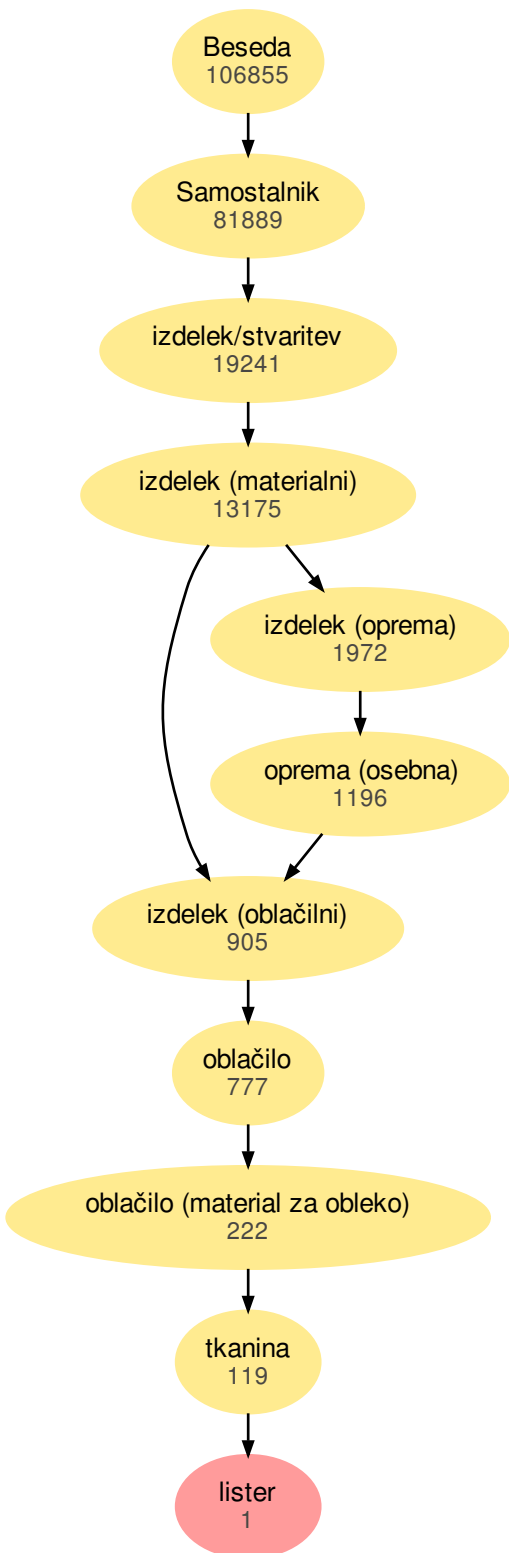 Beseda
106855
Samostalnik
81889
izdelek/stvaritev
19241
izdelek (materialni)
13175
izdelek (oprema)
1972
oprema (osebna)
1196
izdelek (oblačilni)
905
oblačilo
777
oblačilo (material za obleko)
222
tkanina
119
lister
1